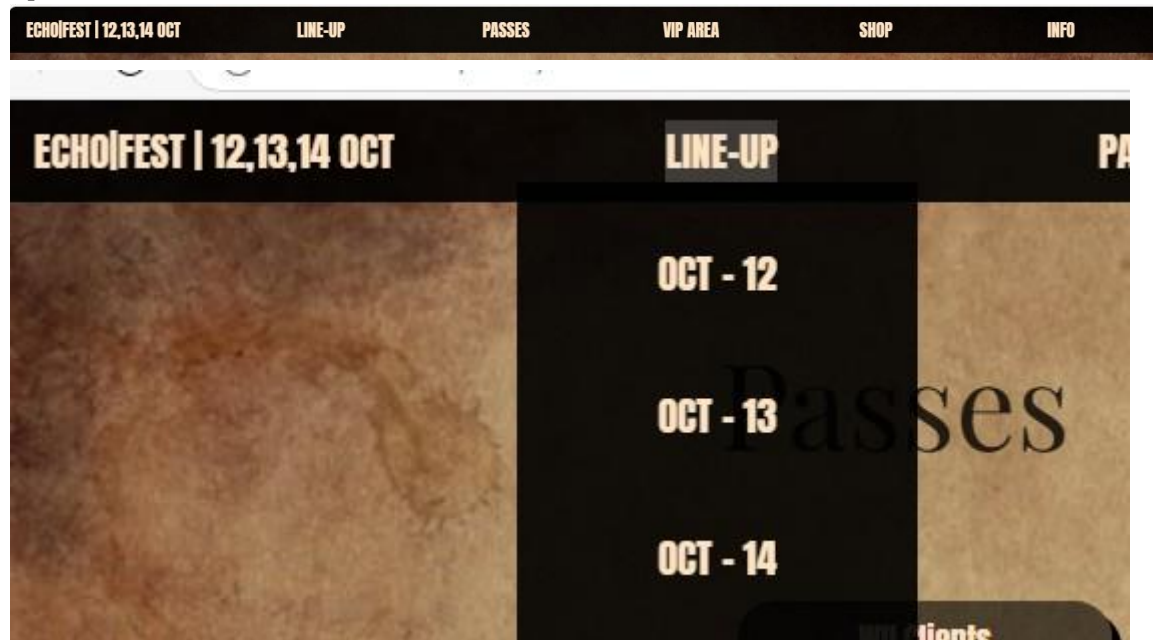 ECHO|FEST | 12,13,14 OCT LINE-UP PASSES VIP AREA SHOP INFO
ECHO|FEST | 12,13,14 OCT LINE-UP PA
OCT - 12
Passes
OCT - 13
OCT - 14